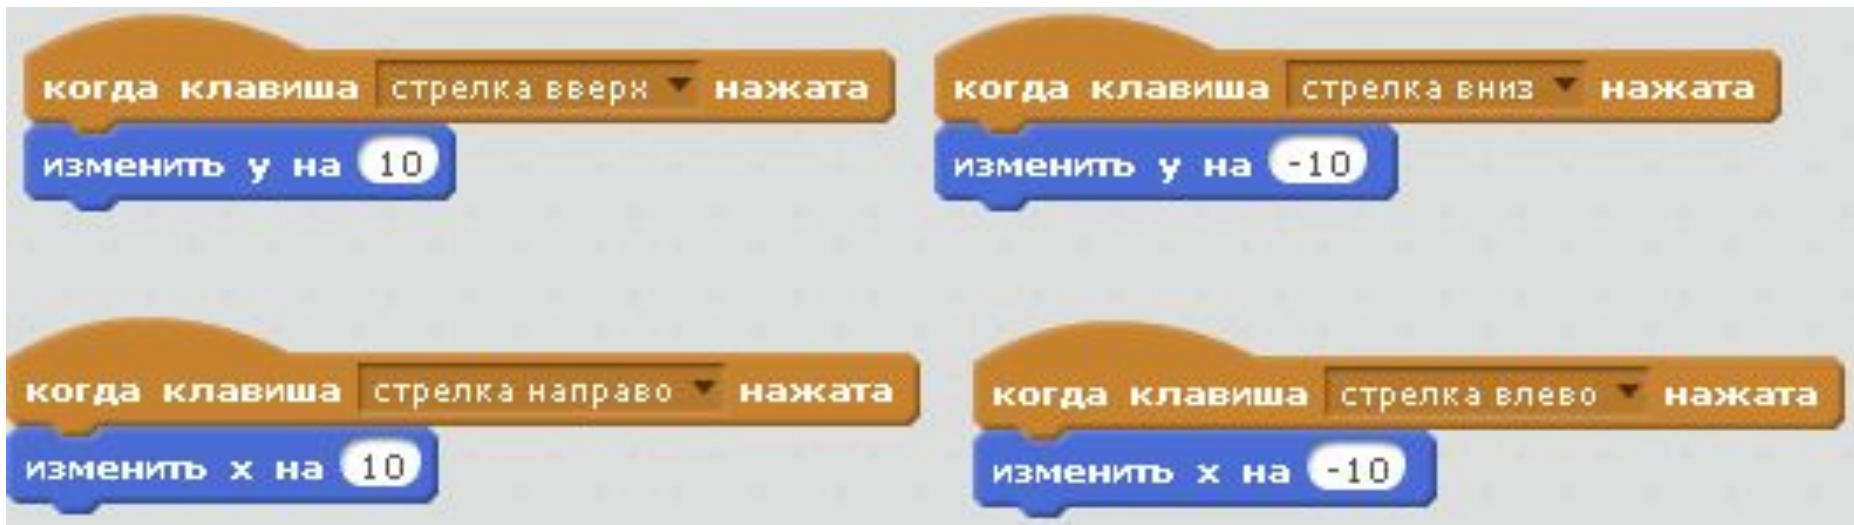 когда клавиша стрелка вверх нажата
изменить y на 10
когда клавиша стрелка вниз нажата
изменить y на -10
когда клавиша стрелка направо нажата
изменить x на 10
когда клавиша стрелка влево нажата
изменить x на -10